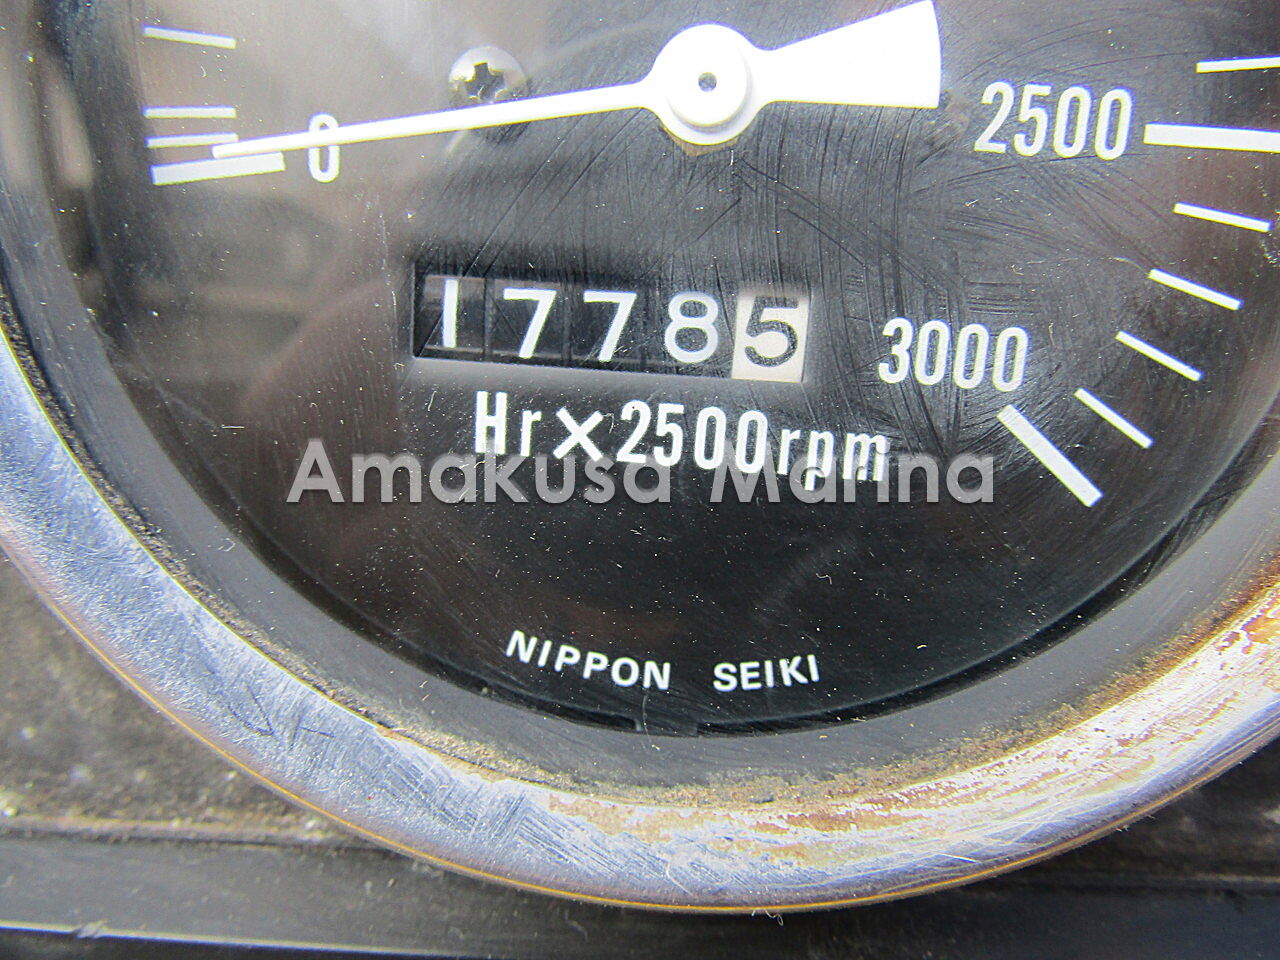 0
2500
17785
3000
Hr×2500rpm
Amakusa Marina
NIPPON SEIKI